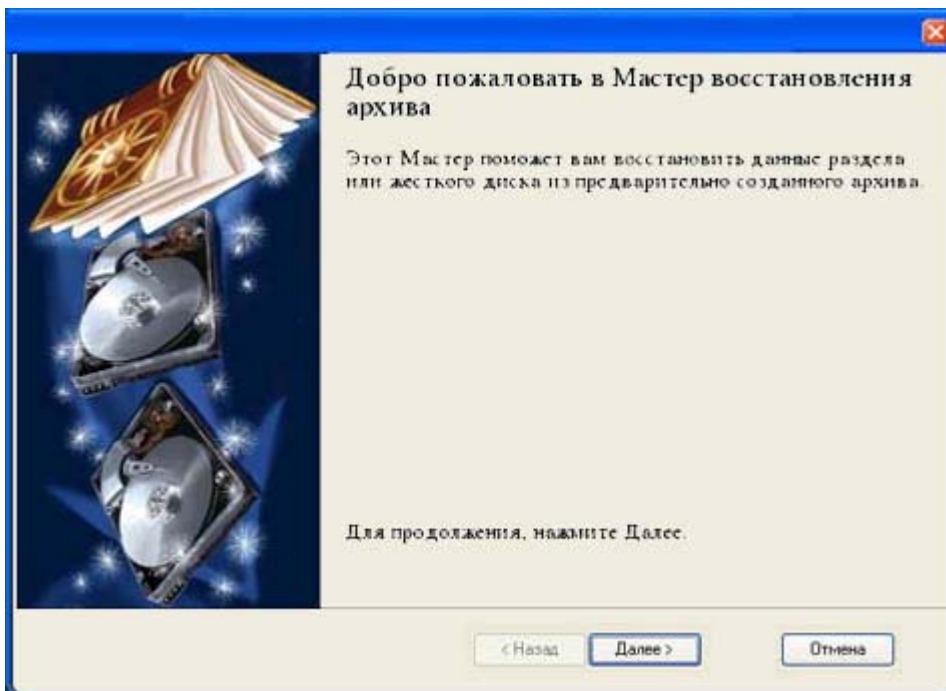 Добро пожаловать в Мастер восстановления
архива
Этот Мастер поможет вам восстановить данные раздела
или жесткого диска из предварительно созданного архива.
Для продолжения, нажмите Далее.
< Назад
Далее >
Отмена